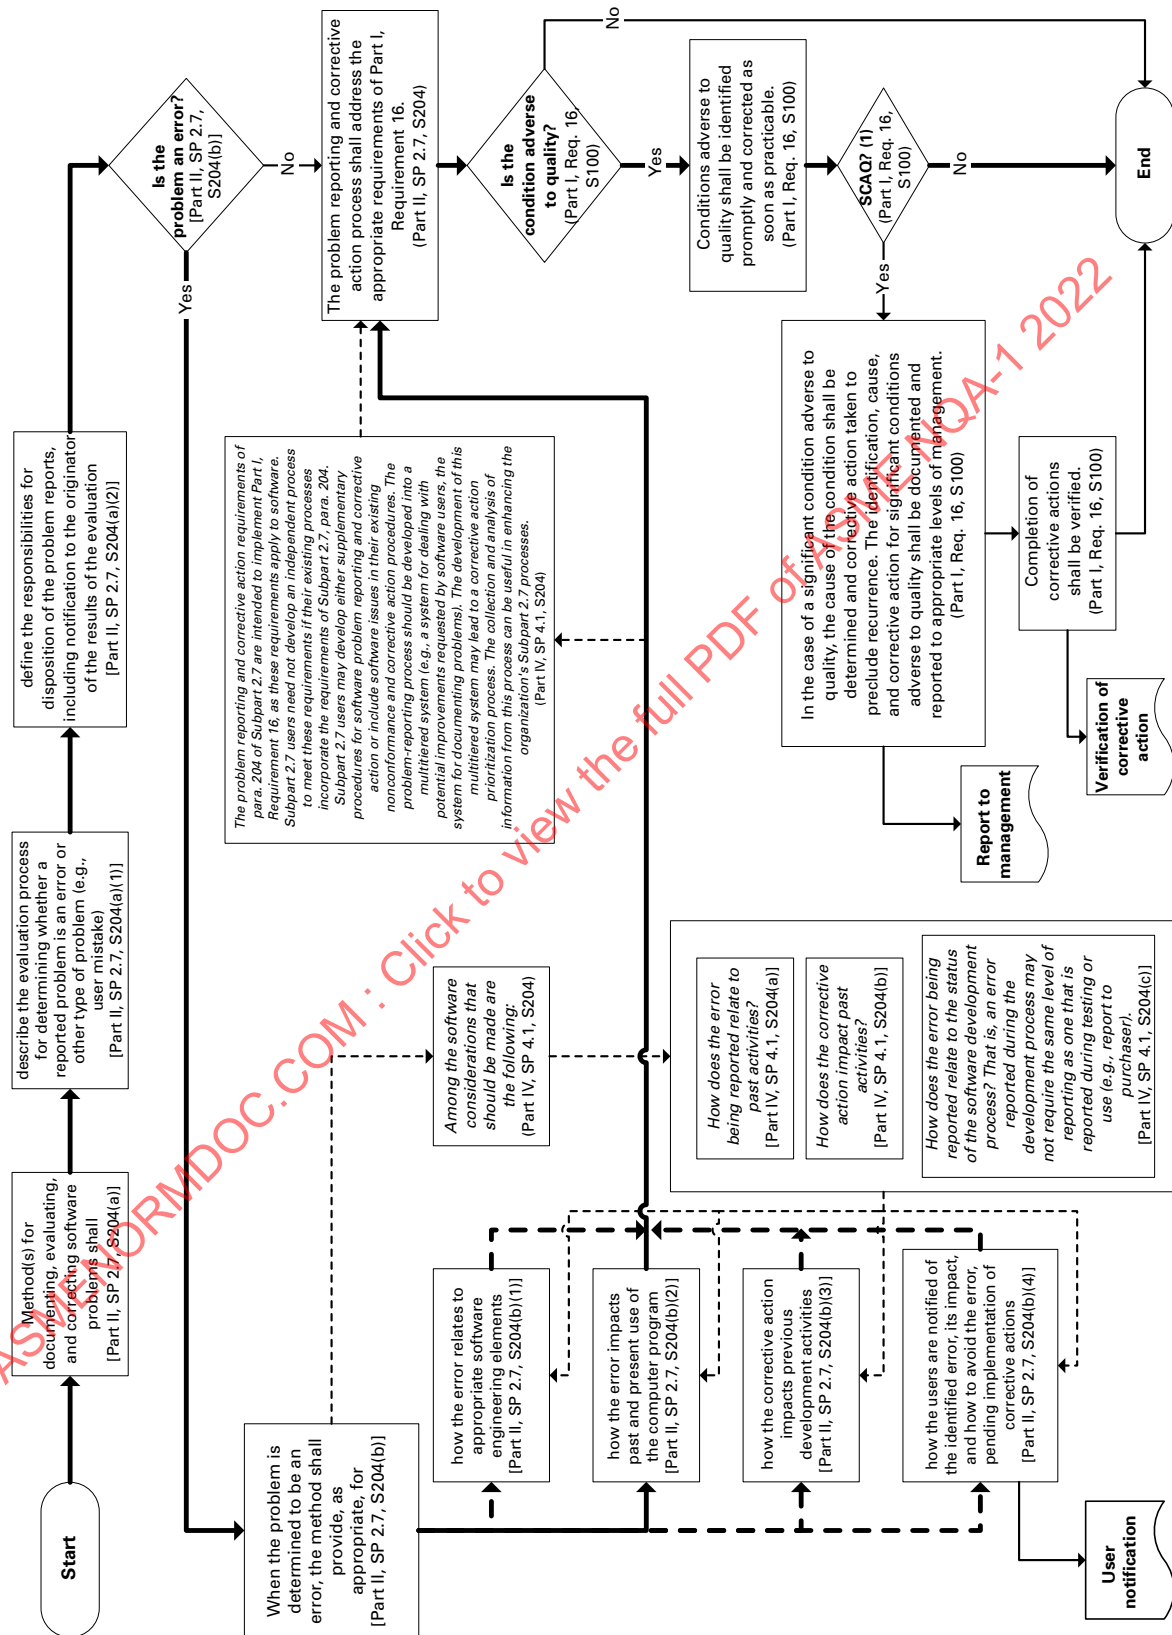 Start
Method(s) for
documenting, evaluating,
and correcting software
problems shall
[Part II, SP 2.7, S204(a)]
describe the evaluation process
for determining whether a
reported problem is an error or
other type of problem (e.g.,
user mistake)
[Part II, SP 2.7, S204(a)(1)]
define the responsibilities for
disposition of the problem reports,
including notification to the originator
of the results of the evaluation
[Part II, SP 2.7, S204(a)(2)]
Is the
problem an error?
[Part II, SP 2.7,
S204(b)]
Yes
No
When the problem is
determined to be an
error, the method shall
provide, as
appropriate, for
[Part II, SP 2.7, S204(b)]
Among the software
considerations that
should be made are
the following:
(Part IV, SP 4.1, S204)
The problem reporting and corrective action requirements of
para. 204 of Subpart 2.7 are intended to implement Part I,
Requirement 16, as these requirements apply to software.
Subpart 2.7 users need not develop an independent process
to meet these requirements if their existing processes
incorporate the requirements of Subpart 2.7, para. 204.
Subpart 2.7 users may develop either supplementary
procedures for software problem reporting and corrective
action or include software issues in their existing
nonconformance and corrective action procedures. The
problem-reporting process should be developed into a
multitiered system (e.g. a system for dealing with
potential improvements requested by software users, the
system for documenting problems). The development of this
multitiered system may lead to a corrective action
prioritization process. The collection and analysis of
information from this process can be useful in enhancing the
organization's Subpart 2.7 processes.
(Part IV, SP 4.1, S204)
The problem reporting and corrective
action process shall address the
appropriate requirements of Part I,
Requirement 16.
(Part II, SP 2.7, S204)
how the error relates to
appropriate software
engineering elements
[Part II, SP 2.7, S204(b)(1)]
how the error impacts
past and present use of
the computer program
[Part II, SP 2.7, S204(b)(2)]
how the corrective action
impacts previous
development activities
[Part II, SP 2.7, S204(b)(3)]
how the users are notified of
the identified error, its impact,
and how to avoid the error,
pending implementation of
corrective actions
[Part II, SP 2.7, S204(b)(4)]
User
notification
How does the error
being reported relate to
past activities?
[Part IV, SP 4.1, S204(a)]
How does the corrective
action impact past
activities?
[Part IV, SP 4.1, S204(b)]
How does the error being
reported relate to the status
of the software development
process? That is, an error
reported during the
development process may
not require the same level of
reporting as one that is
reported during testing or
use (e.g., report to
purchaser).
[Part IV, SP 4.1, S204(c)]
Is the
condition adverse
to quality?
(Part I, Req. 16,
S100)
Yes
No
Conditions adverse to
quality shall be identified
promptly and corrected as
soon as practicable.
(Part I, Req. 16, S100)
SCAQ? (1)
(Part I, Req. 16,
S100)
Yes
No
In the case of a significant condition adverse to
quality, the cause of the condition shall be
determined and corrective action taken to
preclude recurrence. The identification, cause,
and corrective action for significant conditions
adverse to quality shall be documented and
reported to appropriate levels of management.
(Part I, Req. 16, S100)
Report to
management
Completion of
corrective actions
shall be verified.
(Part I, Req. 16, S100)
Verification of
corrective
action
End
ASMENORMDOC.COM : Click to view the full PDF of ASME NQA-1 2022